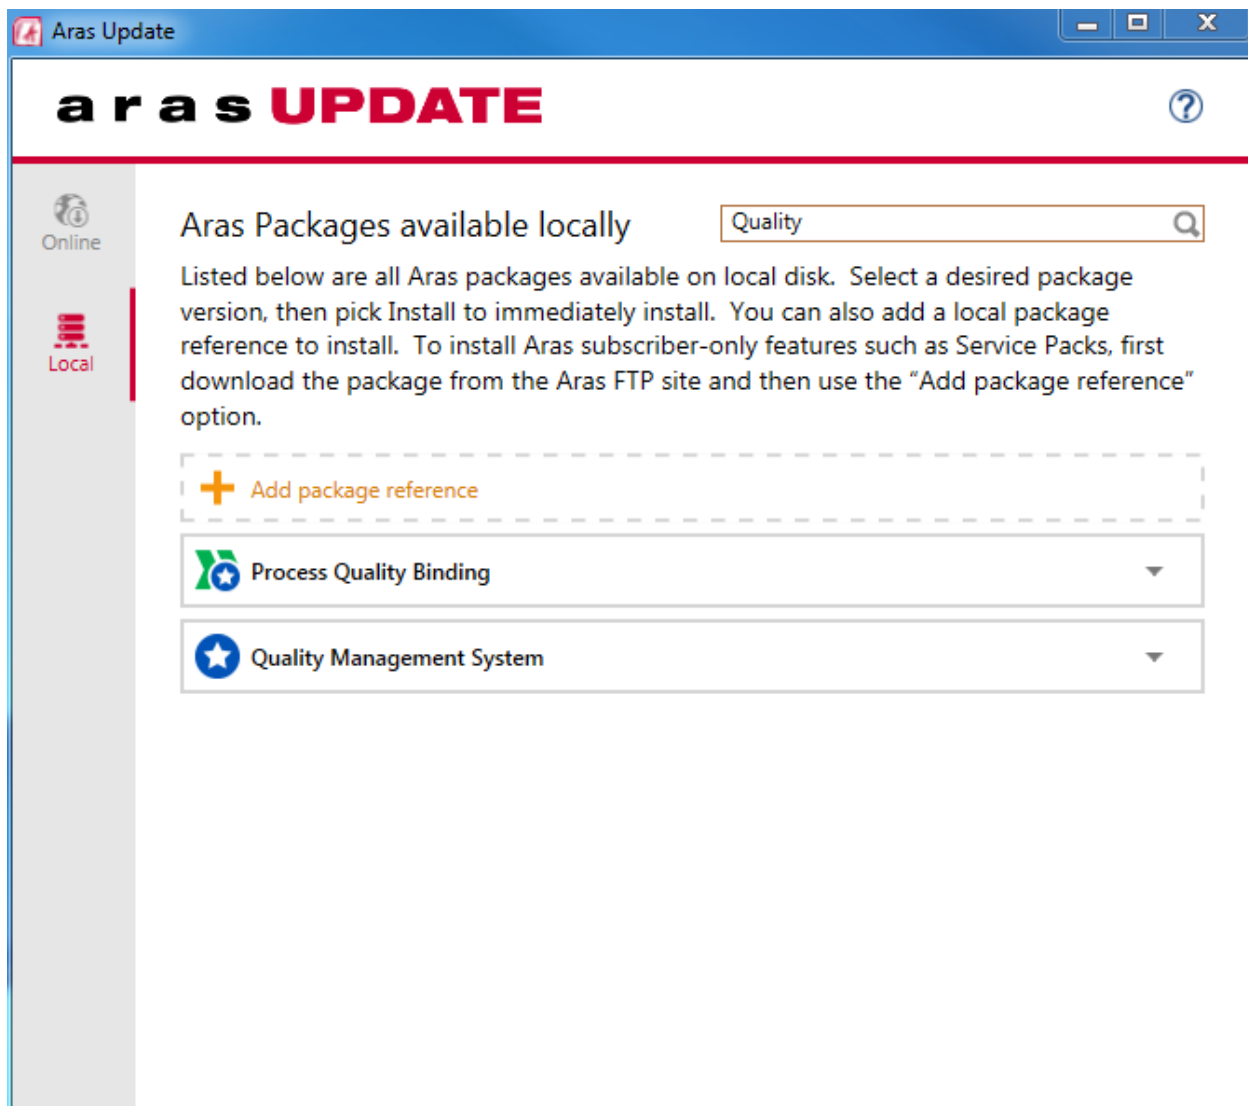 Aras Update
aras UPDATE
Online
Local
Aras Packages available locally
Quality
Listed below are all Aras packages available on local disk. Select a desired package
version, then pick Install to immediately install. You can also add a local package
reference to install. To install Aras subscriber-only features such as Service Packs, first
download the package from the Aras FTP site and then use the “Add package reference”
option.
Add package reference
Process Quality Binding
Quality Management System